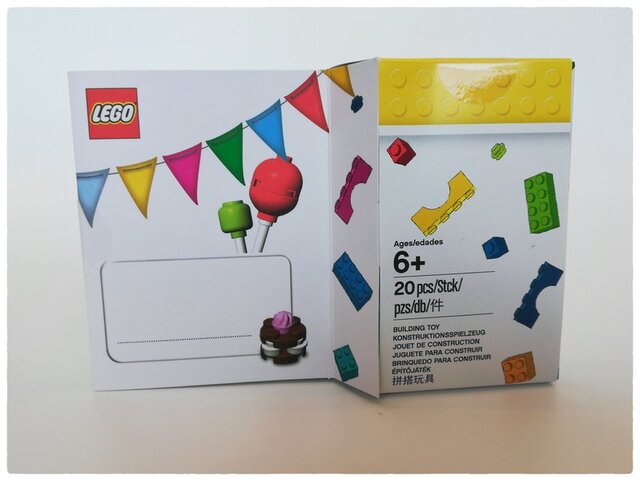 LEGO
Ages/edades
6+
20 pcs/Stck/
pzs/db/件
BUILDING TOY
KONSTRUKTIONSSPIELZEUG
JOUET DE CONSTRUCTION
JUGUETE PARA CONSTRUIR
BRINQUEDO PARA CONSTRUIR
ÉPÍTŐJÁTÉK
拼搭玩具